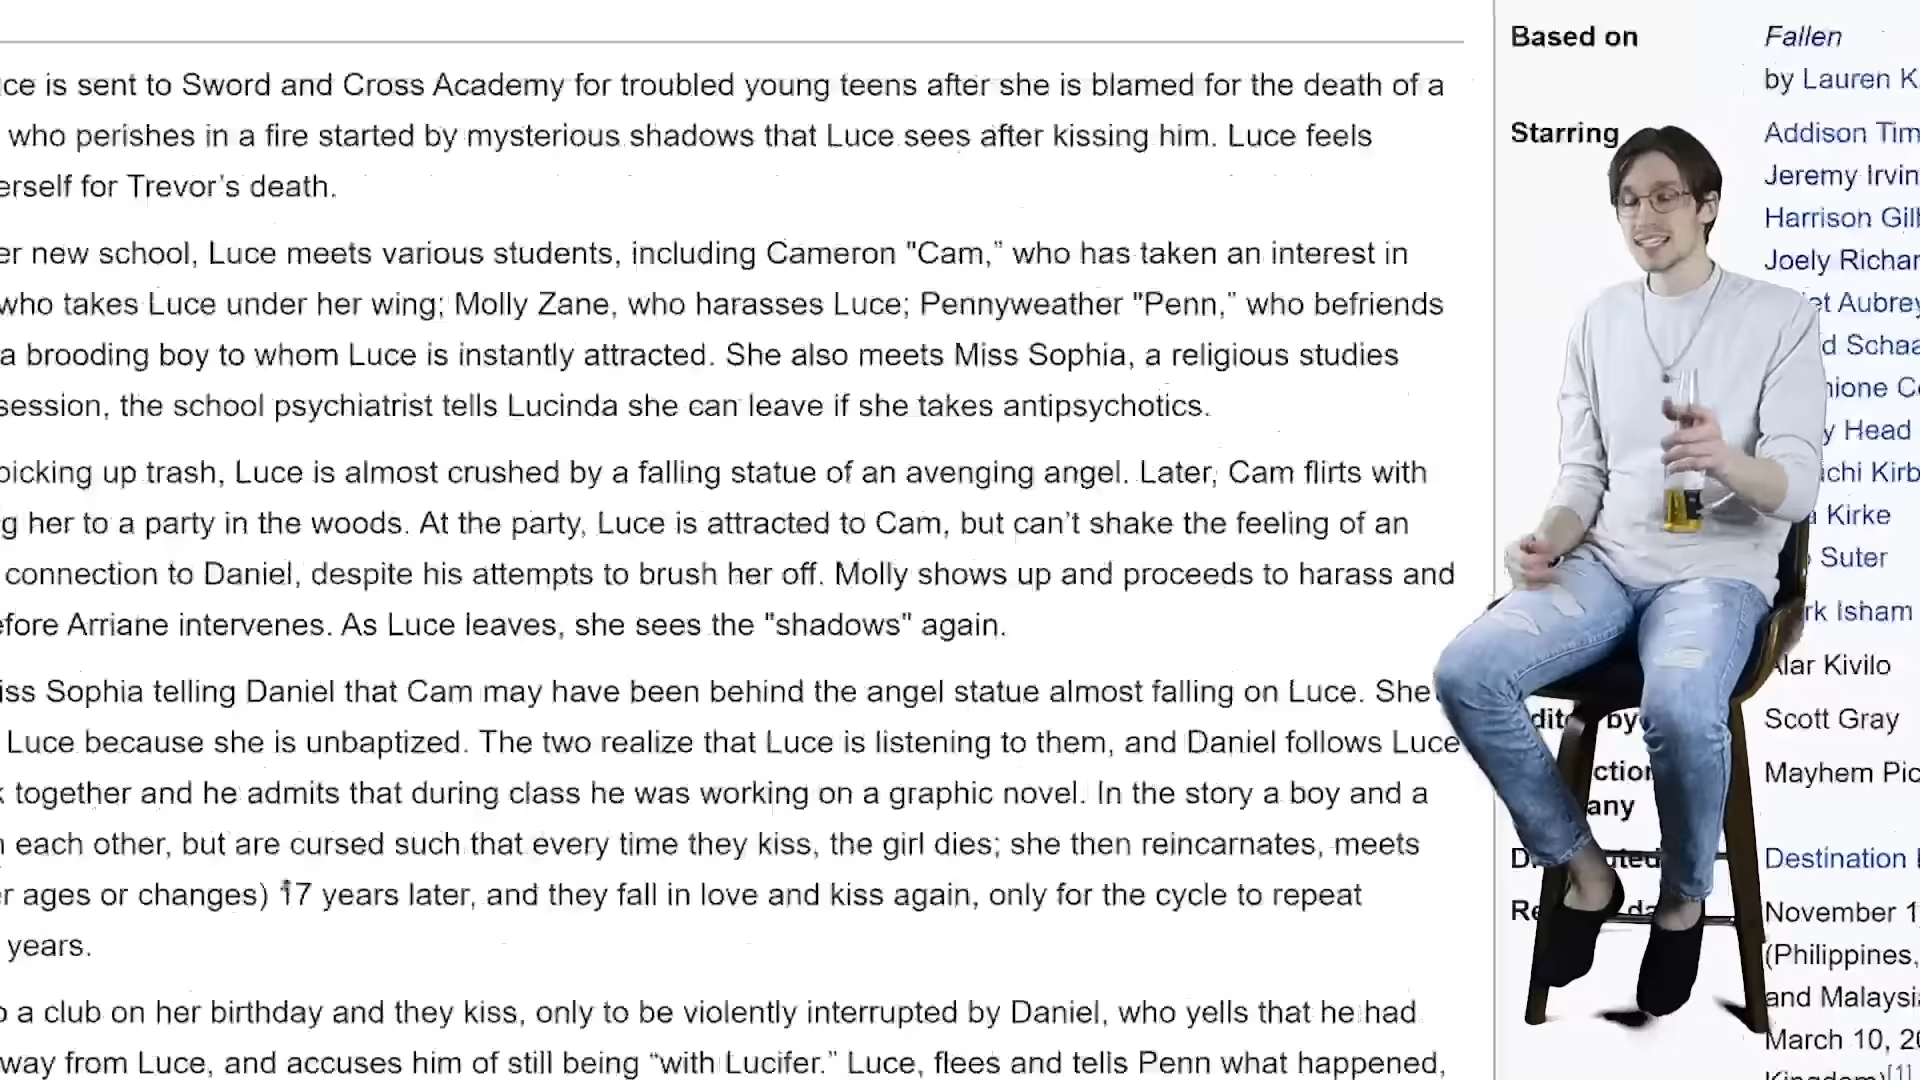 ce is sent to Sword and Cross Academy for troubled young teens after she is blamed for the death of a
who perishes in a fire started by mysterious shadows that Luce sees after kissing him. Luce feels
erself for Trevor's death.
er new school, Luce meets various students, including Cameron "Cam,” who has taken an interest in
who takes Luce under her wing; Molly Zane, who harasses Luce; Pennyweather "Penn,” who befriends
a brooding boy to whom Luce is instantly attracted. She also meets Miss Sophia, a religious studies
session, the school psychiatrist tells Lucinda she can leave if she takes antipsychotics.
picking up trash, Luce is almost crushed by a falling statue of an avenging angel. Later, Cam flirts with
g her to a party in the woods. At the party, Luce is attracted to Cam, but can’t shake the feeling of an
connection to Daniel, despite his attempts to brush her off. Molly shows up and proceeds to harass and
efore Arriane intervenes. As Luce leaves, she sees the "shadows" again.
iss Sophia telling Daniel that Cam may have been behind the angel statue almost falling on Luce. She
Luce because she is unbaptized. The two realize that Luce is listening to them, and Daniel follows Luce
k together and he admits that during class he was working on a graphic novel. In the story a boy and a
n each other, but are cursed such that every time they kiss, the girl dies; she then reincarnates, meets
r ages or changes) 17 years later, and they fall in love and kiss again, only for the cycle to repeat
years.
o a club on her birthday and they kiss, only to be violently interrupted by Daniel, who yells that he had
way from Luce, and accuses him of still being “with Lucifer.” Luce, flees and tells Penn what happened,
Based on
Fallen
by Lauren K
Starring
Addison Tim
Jeremy Irvin
Harrison Gil
Joely Richar
et Aubrey
d Schaa
ione C
y Head
chi Kirb
Kirke
Suter
rk Isham
Alar Kivilo
dit by
Scott Gray
ction
any
Mayhem Pic
D uted
Destination
Re da
November 1
(Philippines,
and Malaysi
March 10, 20
Kingdom)[1]